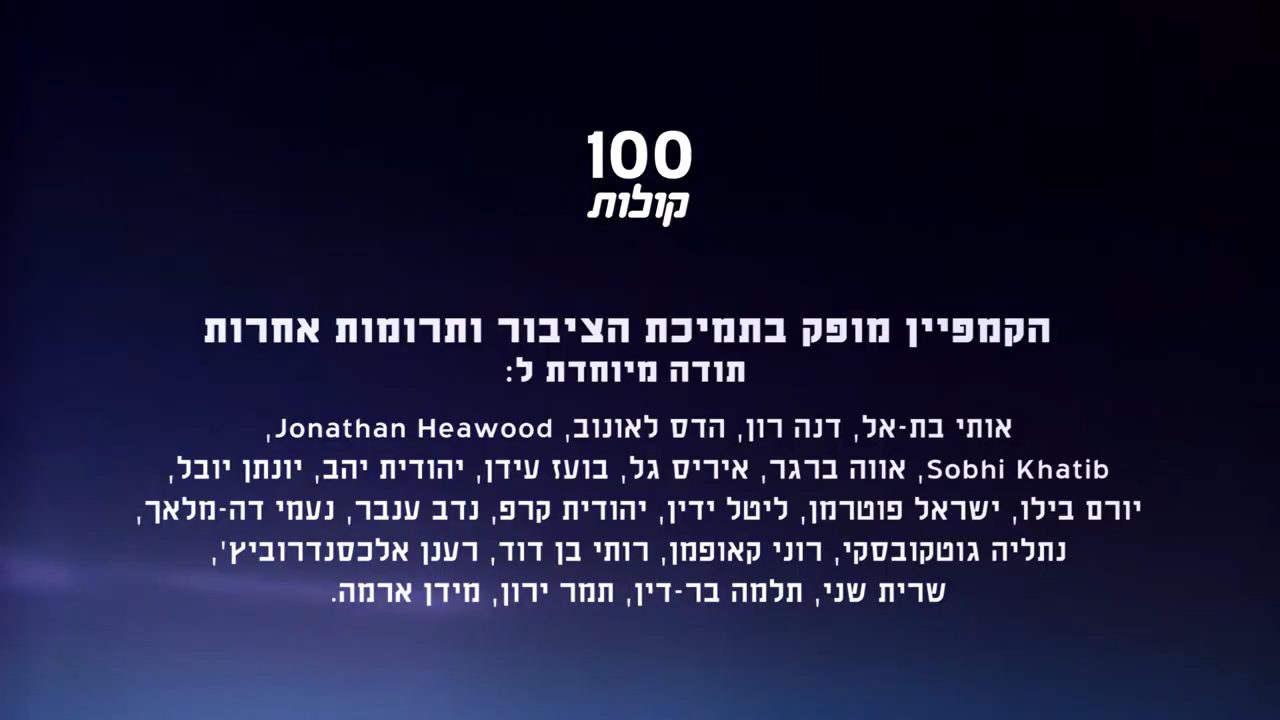 100
קולות
הקמפיין מופק בתמיכת הציבור ותרומות אחרות
תודה מיוחדת ל:
אותי בת-אל, דנה רון, הדס לאונוב, Jonathan Heawood,
Sobhi Khatib, אווה ברגר, איריס גל, בועז עידן, יהודית יהב, יונתן יובל,
יורם בילו, ישראל פוטרמן, ליטל ידין, יהודית קרפ, נדב ענבר, נעמי דה-מלאך,
נתליה גוטקובסקי, רוני קאופמן, רותי בן דוד, רענן אלכסנדרוביץ',
שרית שני, תלמה בר-דין, תמר ירון, מידן ארמה.